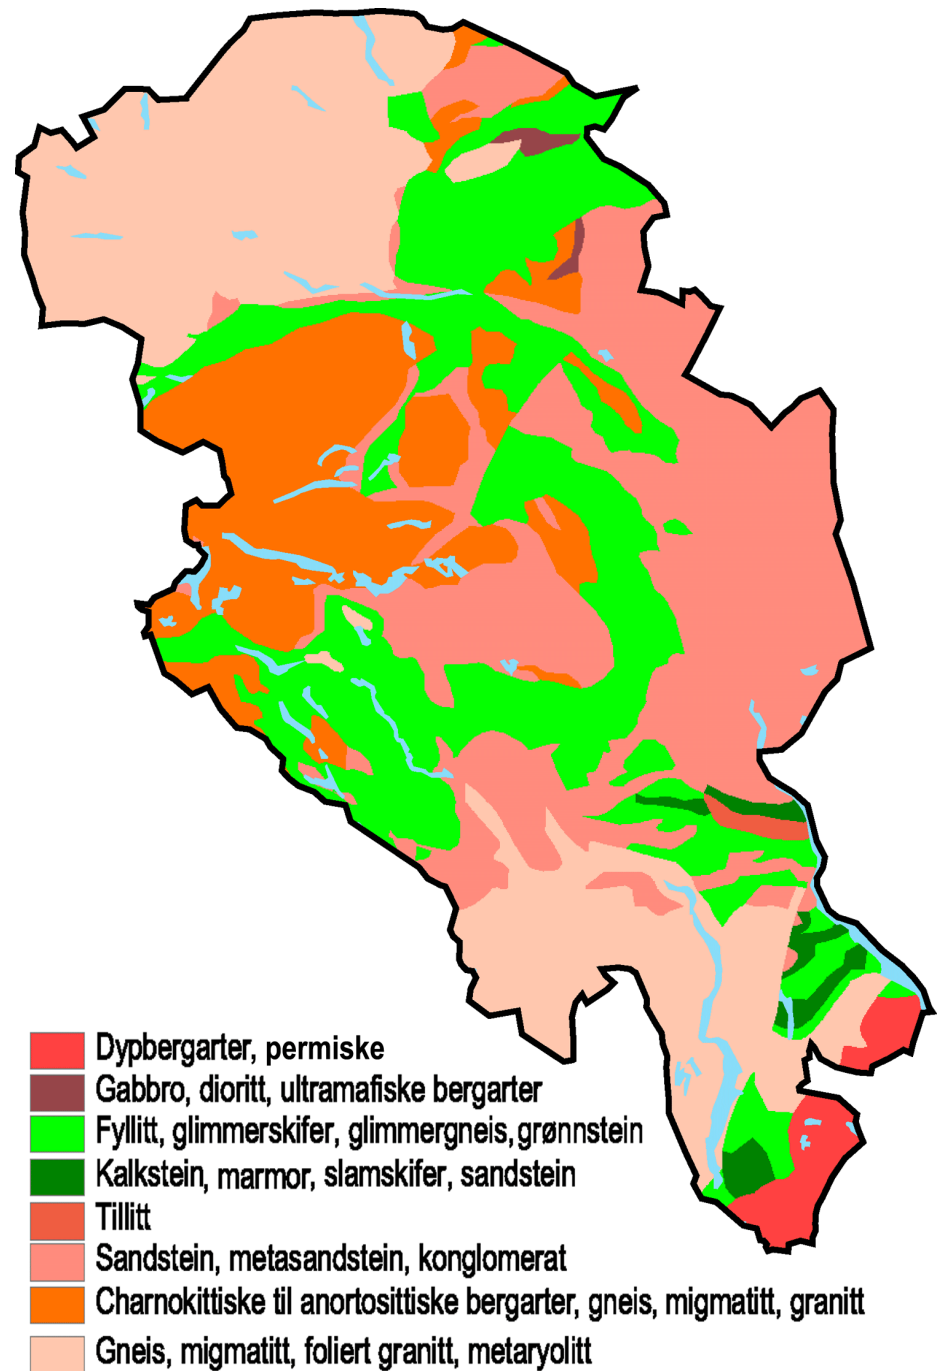 Dypbergarter, permiske
Gabbro, dioritt, ultramafiske bergarter
Fyllitt, glimmerskifer, glimmergneis, grønnstein
Kalkstein, marmor, slamskifer, sandstein
Tillitt
Sandstein, metasandstein, konglomerat
Charnokittiske til anortosittiske bergarter, gneis, migmatitt, granitt
Gneis, migmatitt, foliert granitt, metaryolitt